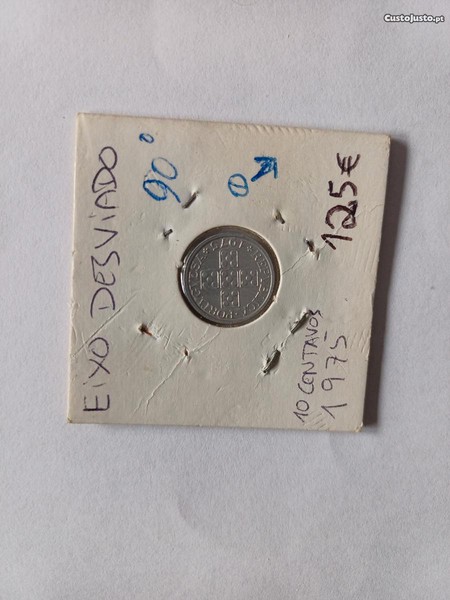 CustoJusto.pt
EIXO DESVIADO
90°
125€
10 CENTAVOS
1975